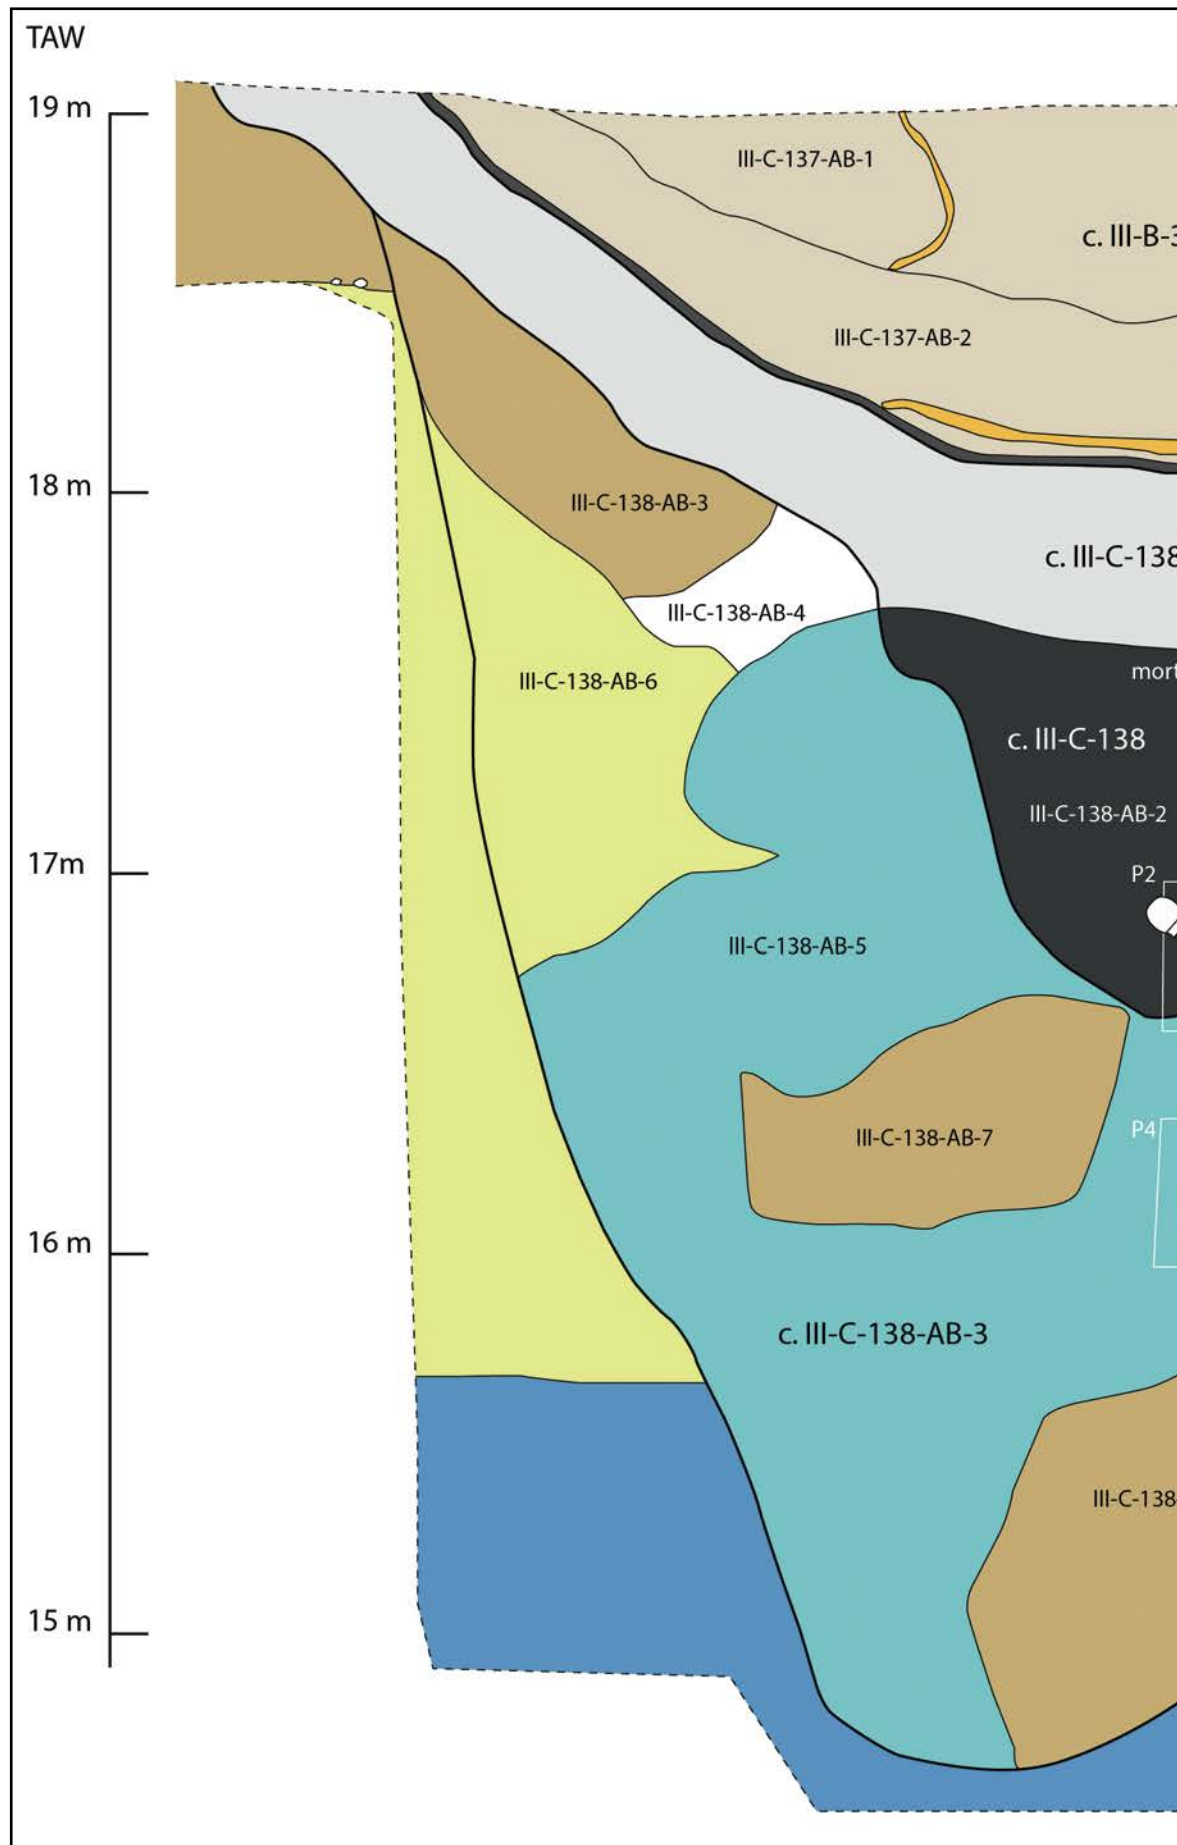 TAW
19 m
III-C-137-AB-1
c. III-B-3
III-C-137-AB-2
18 m
III-C-138-AB-3
c. III-C-138
III-C-138-AB-4
III-C-138-AB-6
mort
c. III-C-138
III-C-138-AB-2
17m
P2
III-C-138-AB-5
P4
III-C-138-AB-7
16 m
c. III-C-138-AB-3
III-C-138-
15 m